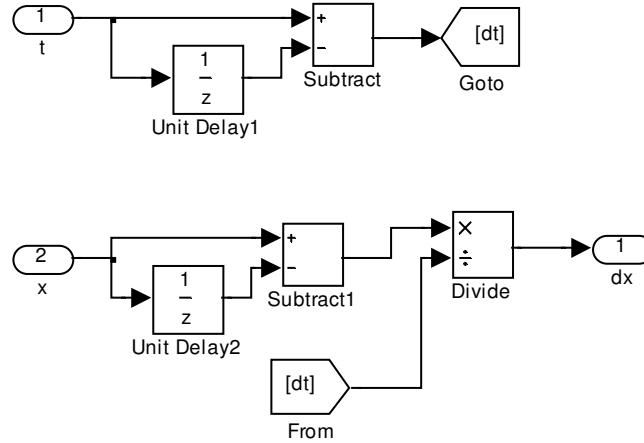 1
t
1
z
Unit Delay1
+
−
Subtract
[dt]
Goto
2
x
1
z
Unit Delay2
+
−
Subtract1
×
÷
Divide
1
dx
[dt]
From